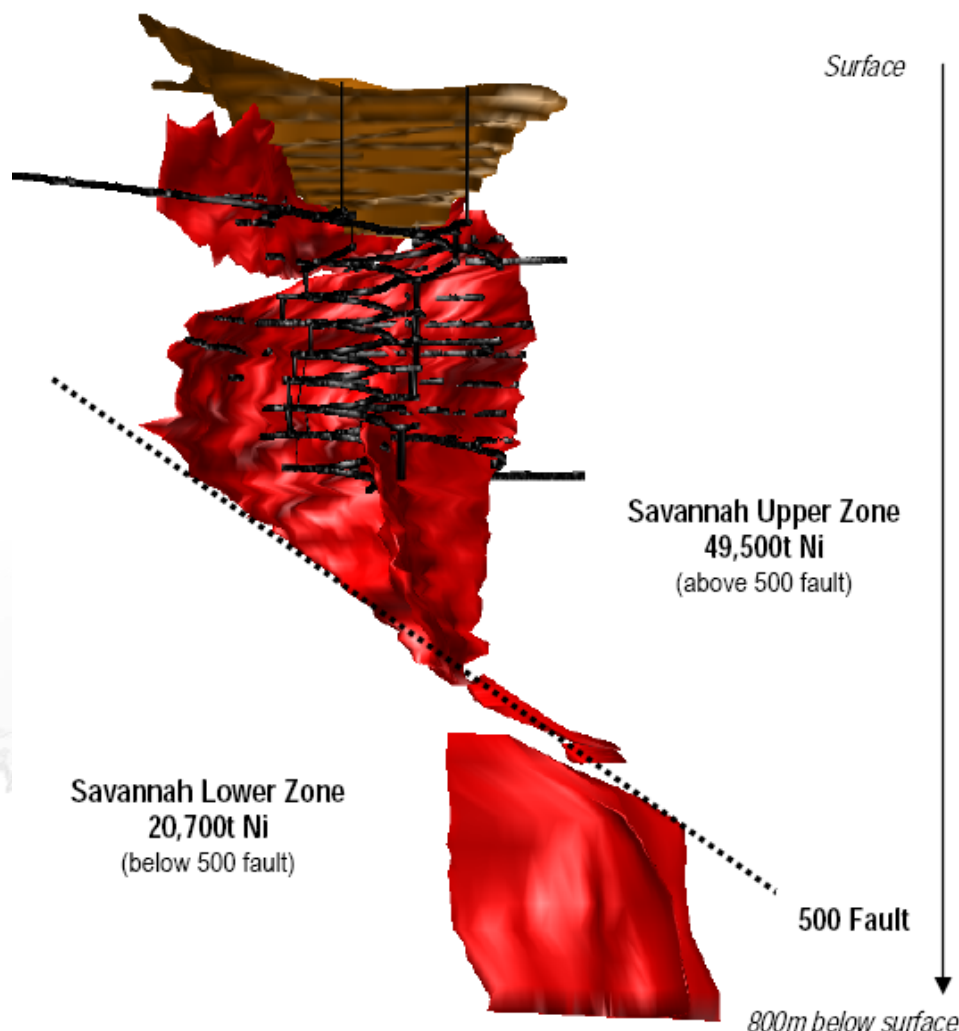 Surface
Savannah Upper Zone
49,500t Ni
(above 500 fault)
Savannah Lower Zone
20,700t Ni
(below 500 fault)
500 Fault
800m below surface